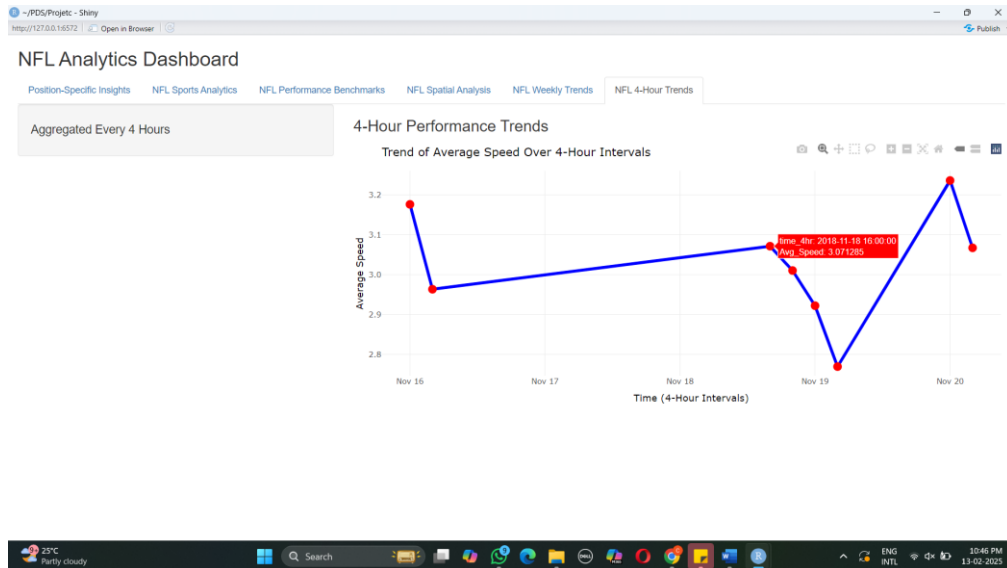 ~/PDS/Projetc - Shiny
http://127.0.0.1:6572 Open in Browser
Publish
NFL Analytics Dashboard
Position-Specific Insights NFL Sports Analytics NFL Performance Benchmarks NFL Spatial Analysis NFL Weekly Trends NFL 4-Hour Trends
Aggregated Every 4 Hours
4-Hour Performance Trends
Trend of Average Speed Over 4-Hour Intervals
3.2
3.1
3.0
2.9
2.8
Average Speed
time_4hr: 2018-11-18 16:00:00
Avg_Speed: 3.071285
Nov 16 Nov 17 Nov 18 Nov 19 Nov 20
Time (4-Hour Intervals)
9+
25°C
Partly cloudy
Search
ENG
INTL
10:46 PM
13-02-2025